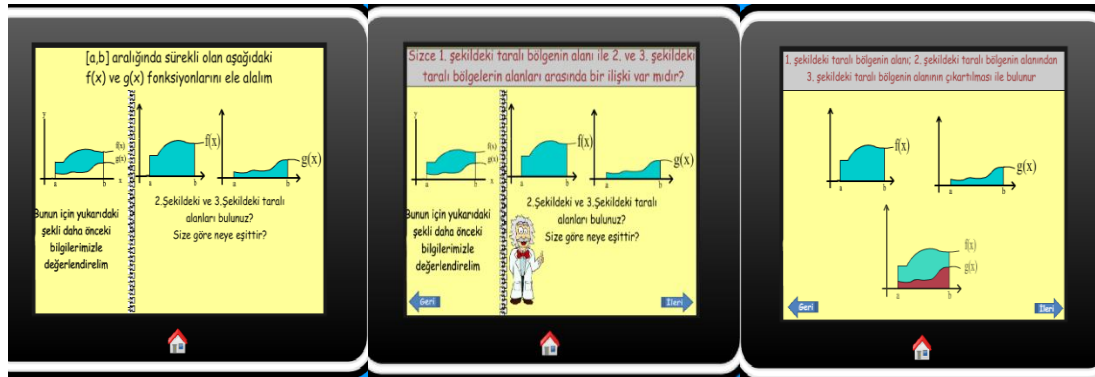 [a,b] aralığında sürekli olan aşağıdaki
f(x) ve g(x) fonksiyonlarını ele alalım
y
f(x)
g(x)
a
b
x
f(x)
a
b
g(x)
a
b
Bunun için yukarıdaki
şekli daha önceki
bilgilerimizle
değerlendirelim
2.Şekildeki ve 3.Şekildeki taralı
alanları bulunuz?
Size göre neye eşittir?
Sizce 1. şekildeki taralı bölgenin alanı ile 2. ve 3. şekildeki
taralı bölgelerin alanları arasında bir ilişki var mıdır?
y
f(x)
g(x)
a
b
x
f(x)
a
b
g(x)
a
b
Bunun için yukarıdaki
şekli daha önceki
bilgilerimizle
değerlendirelim
2.Şekildeki ve 3.Şekildeki taralı
alanları bulunuz?
Size göre neye eşittir?
Geri
İleri
1. şekildeki taralı bölgenin alanı; 2. şekildeki taralı bölgenin alanından
3. şekildeki taralı bölgenin alanının çıkartılması ile bulunur
f(x)
a
b
g(x)
a
b
f(x)
g(x)
a
b
Geri
İleri